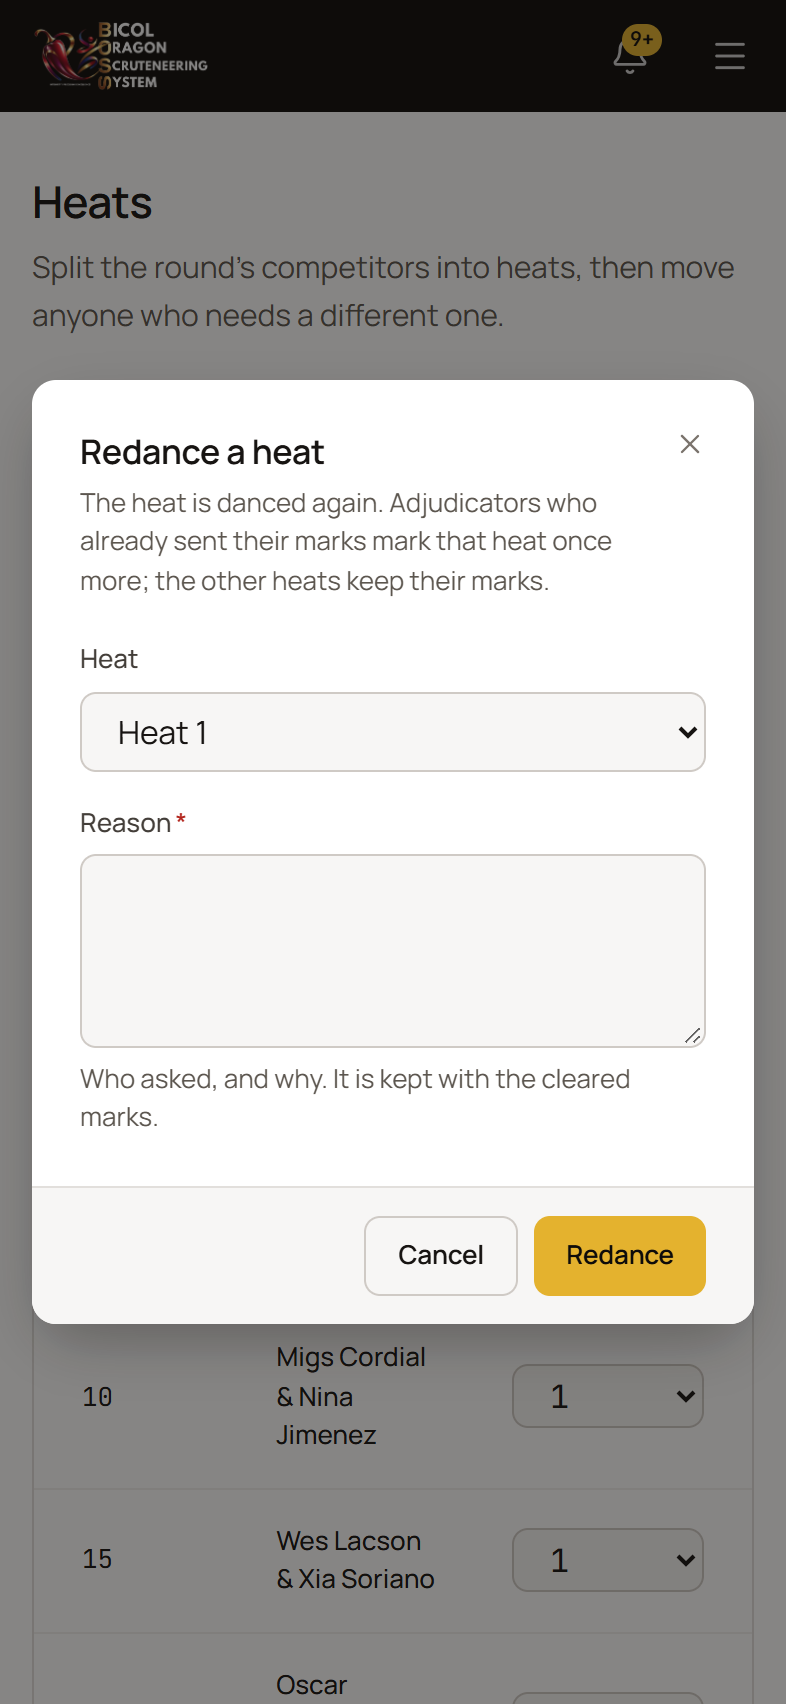 BICOL
DRAGON
SCRUTENEERING
SYSTEM
9+
Heats
Split the round's competitors into heats, then move
anyone who needs a different one.
Redance a heat
The heat is danced again. Adjudicators who
already sent their marks mark that heat once
more; the other heats keep their marks.
Heat
Heat 1
Reason *
Who asked, and why. It is kept with the cleared
marks.
Cancel
Redance
10
Migs Cordial
& Nina
Jimenez
1
15
Wes Lacson
& Xia Soriano
1
Oscar